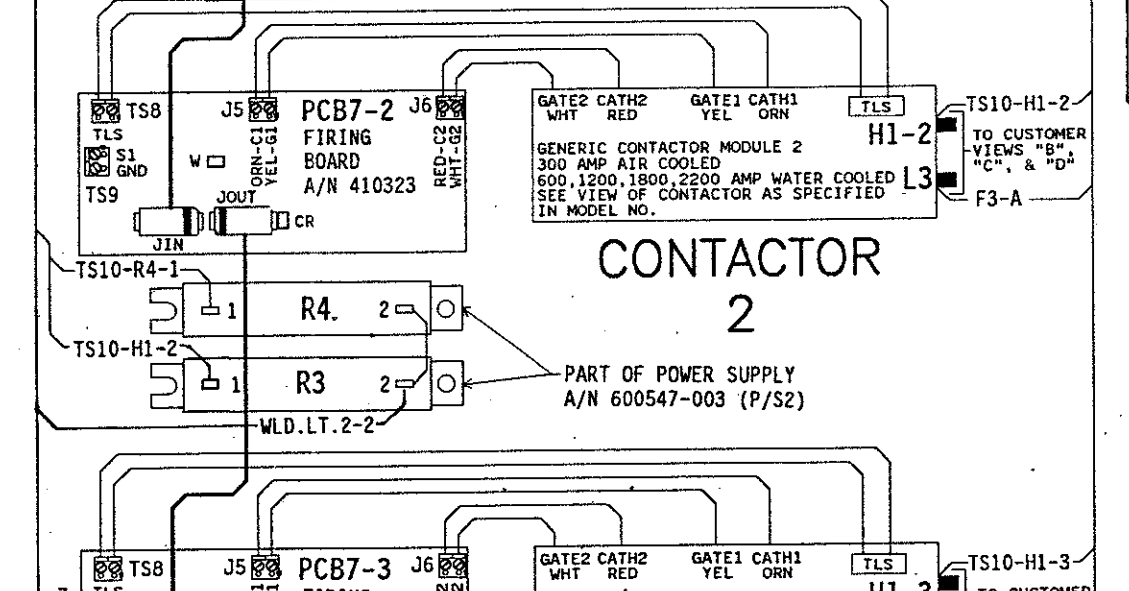 TS8
TLS
S1
GND
TS9
J5
ORN-C1
YEL-G1
W
PCB7-2
FIRING
BOARD
A/N 410323
J6
RED-C2
WHT-G2
JOUT
CR
JIN
GATE2 CATH2
WHT RED
GATE1 CATH1
YEL ORN
TLS
H1-2
L3
GENERIC CONTACTOR MODULE 2
300 AMP AIR COOLED
600,1200,1800,2200 AMP WATER COOLED
SEE VIEW OF CONTACTOR AS SPECIFIED
IN MODEL NO.
TS10-H1-2
TO CUSTOMER
VIEWS "B",
"C", & "D"
F3-A
CONTACTOR
2
TS10-R4-1
1 R4. 2
TS10-H1-2
1 R3 2
WLD.LT.2-2
PART OF POWER SUPPLY
A/N 600547-003 (P/S2)
TS8
J5
PCB7-3
J6
GATE2 CATH2
WHT RED
GATE1 CATH1
YEL ORN
TLS
TS10-H1-3